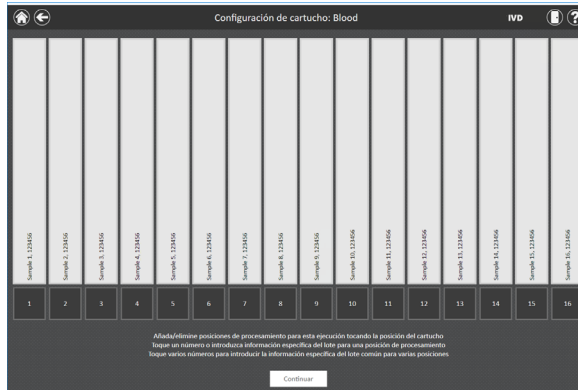 Configuración de cartucho: Blood
IVD
?
Sample 1, 123456
Sample 2, 123456
Sample 3, 123456
Sample 4, 123456
Sample 5, 123456
Sample 6, 123456
Sample 7, 123456
Sample 8, 123456
Sample 9, 123456
Sample 10, 123456
Sample 11, 123456
Sample 12, 123456
Sample 13, 123456
Sample 14, 123456
Sample 15, 123456
Sample 16, 123456
1 2 3 4 5 6 7 8 9 10 11 12 13 14 15 16
Añada/elimine posiciones de procesamiento para esta ejecución tocando la posición del cartucho
Toque un número o introduzca información específica del lote para una posición de procesamiento
Toque varios números para introducir la información específica del lote común para varias posiciones
Continuar